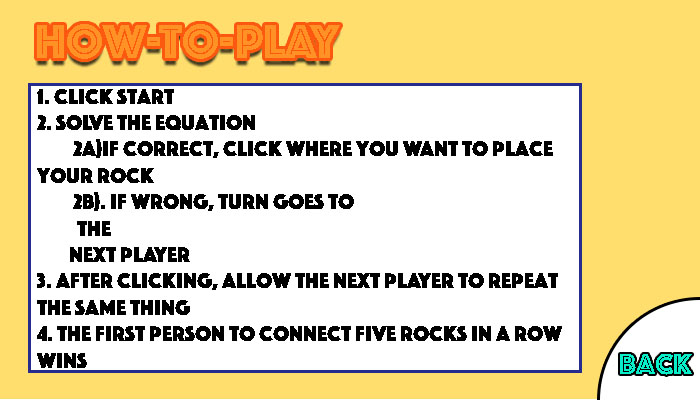 HOW-TO-PLAY
1. CLICK START
2. SOLVE THE EQUATION
2A)IF CORRECT, CLICK WHERE YOU WANT TO PLACE
YOUR ROCK
2B). IF WRONG, TURN GOES TO
THE
NEXT PLAYER
3. AFTER CLICKING, ALLOW THE NEXT PLAYER TO REPEAT
THE SAME THING
4. THE FIRST PERSON TO CONNECT FIVE ROCKS IN A ROW
WINS
BACK